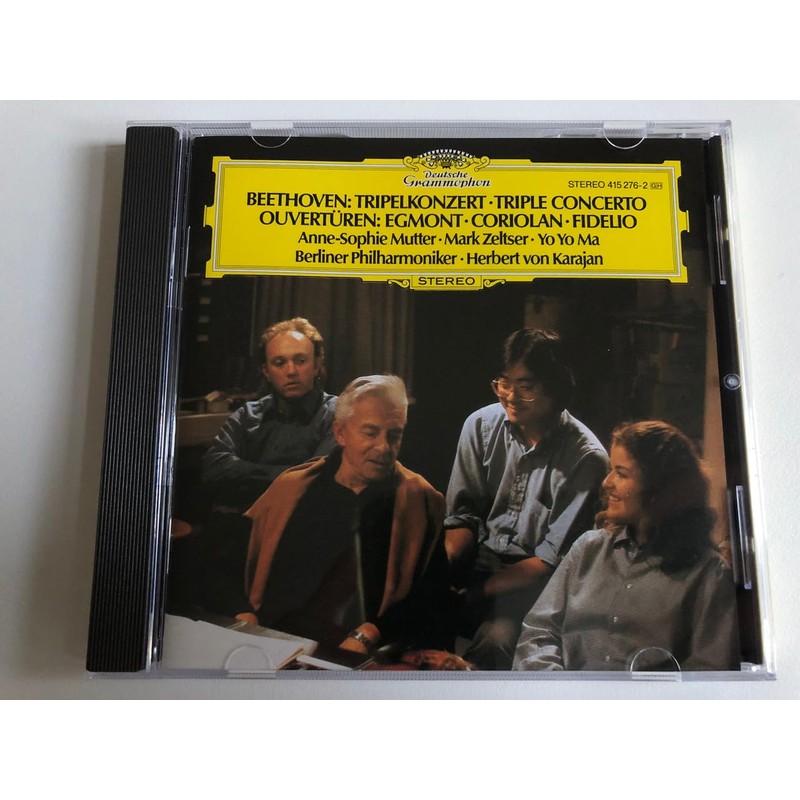 Deutsche
Grammophon
STEREO 415 276-2 GH
BEETHOVEN: TRIPELKONZERT · TRIPLE CONCERTO
OUVERTÜREN: EGMONT · CORIOLAN · FIDELIO
Anne-Sophie Mutter · Mark Zeltser · Yo Yo Ma
Berliner Philharmoniker · Herbert von Karajan
STEREO